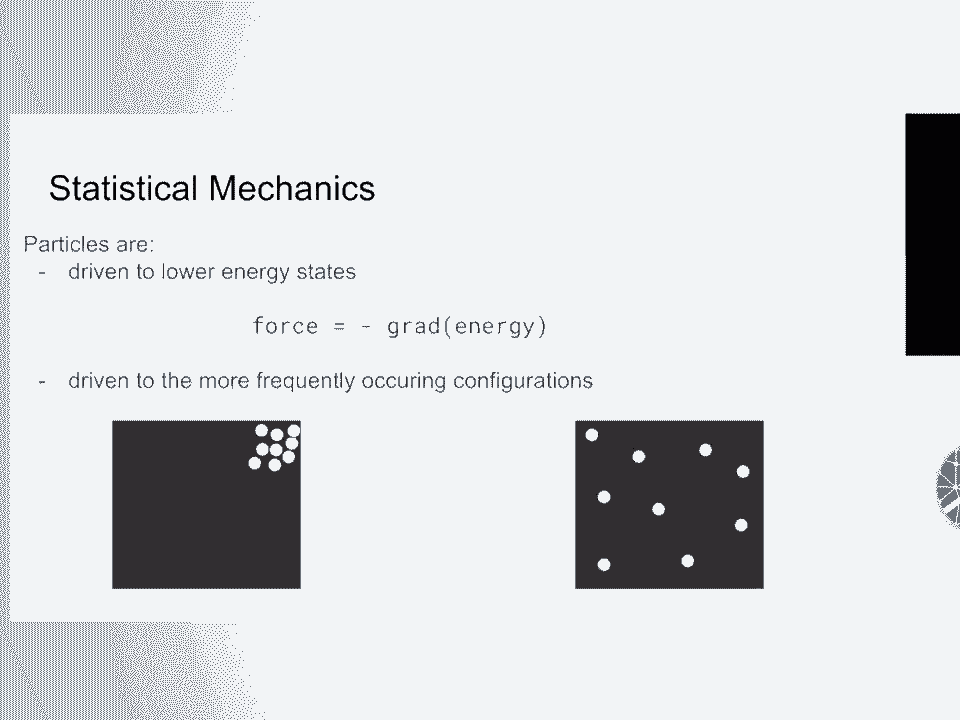 Statistical Mechanics
Particles are:
- driven to lower energy states
force = - grad(energy)
- driven to the more frequently occuring configurations